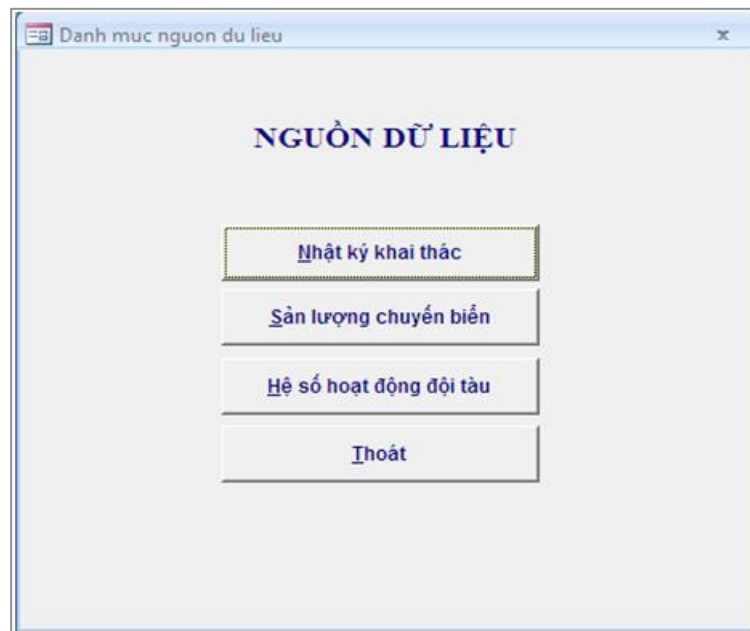 Danh muc nguon du lieu
NGUỒN DỮ LIỆU
Nhật ký khai thác
Sản lượng chuyến biển
Hệ số hoạt động đội tàu
Thoát